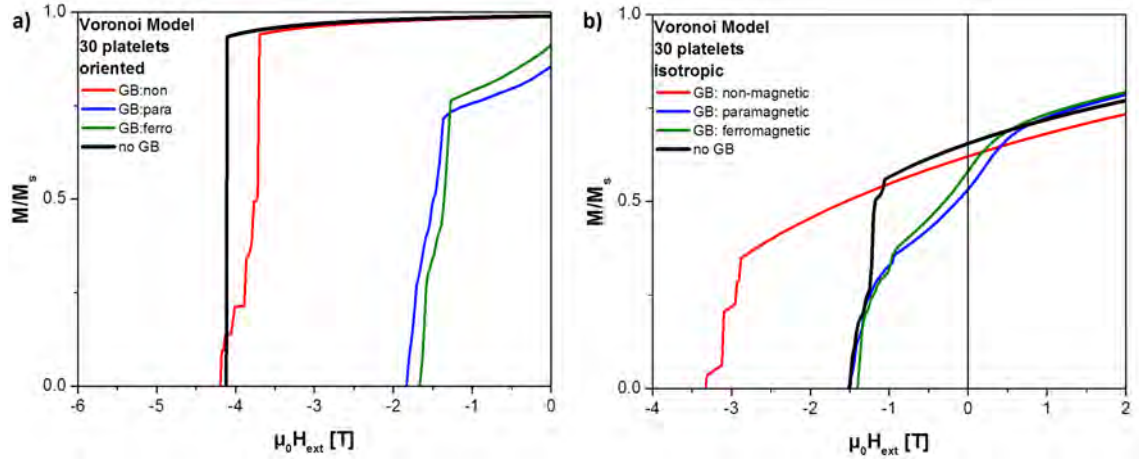 a)
Voronoi Model
30 platelets
oriented
GB:non
GB:para
GB:ferro
no GB
1.0
0.5
0.0
M/Ms
-6
-5
-4
-3
-2
-1
0
μ₀Hext [T]
b)
Voronoi Model
30 platelets
isotropic
GB: non-magnetic
GB: paramagnetic
GB: ferromagnetic
no GB
1.0
0.5
0.0
M/Ms
-4
-3
-2
-1
0
1
2
μ₀Hext [T]